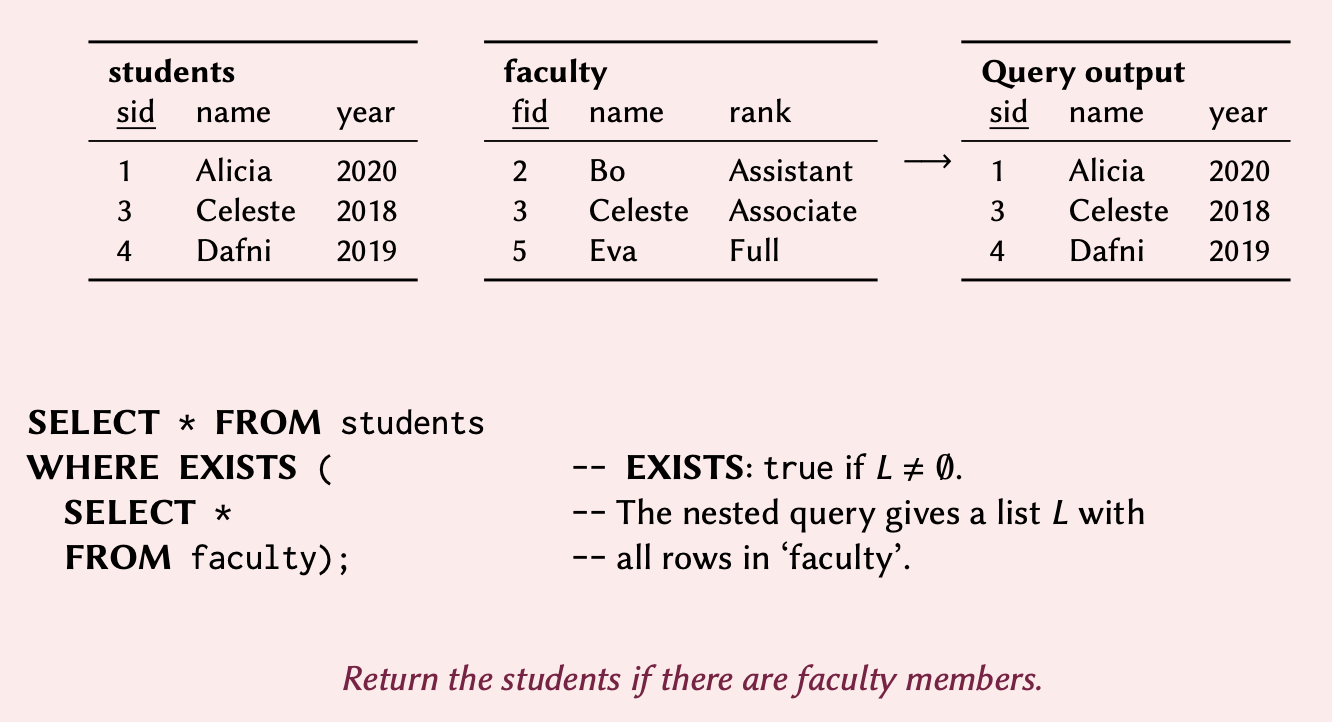 students faculty Query output
sid name year fid name rank sid name year
1 Alicia 2020 2 Bo Assistant → 1 Alicia 2020
3 Celeste 2018 3 Celeste Associate 3 Celeste 2018
4 Dafni 2019 5 Eva Full 4 Dafni 2019
SELECT * FROM students
WHERE EXISTS ( -- EXISTS: true if L ≠ ∅.
SELECT * -- The nested query gives a list L with
FROM faculty); -- all rows in ‘faculty’.
Return the students if there are faculty members.